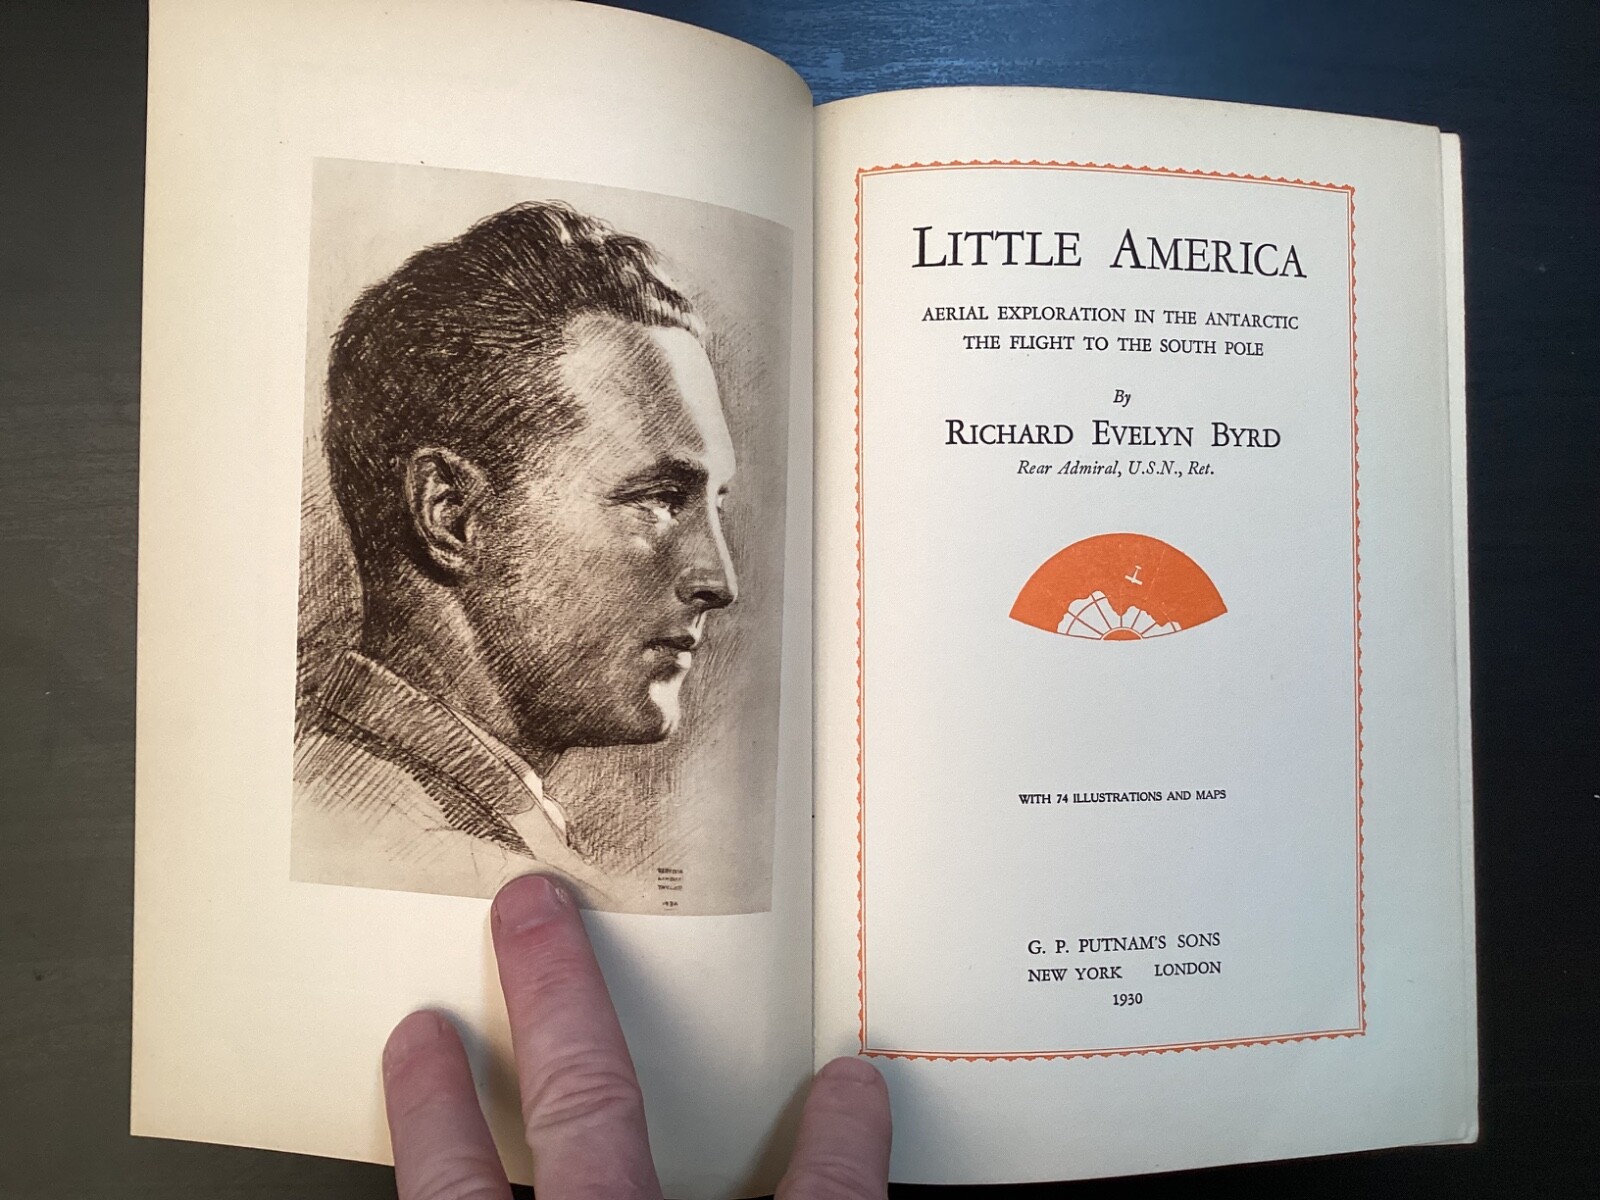 LITTLE AMERICA
AERIAL EXPLORATION IN THE ANTARCTIC
THE FLIGHT TO THE SOUTH POLE
By
RICHARD EVELYN BYRD
Rear Admiral, U.S.N., Ret.
WITH 74 ILLUSTRATIONS AND MAPS
G. P. PUTNAM'S SONS
NEW YORK LONDON
1930